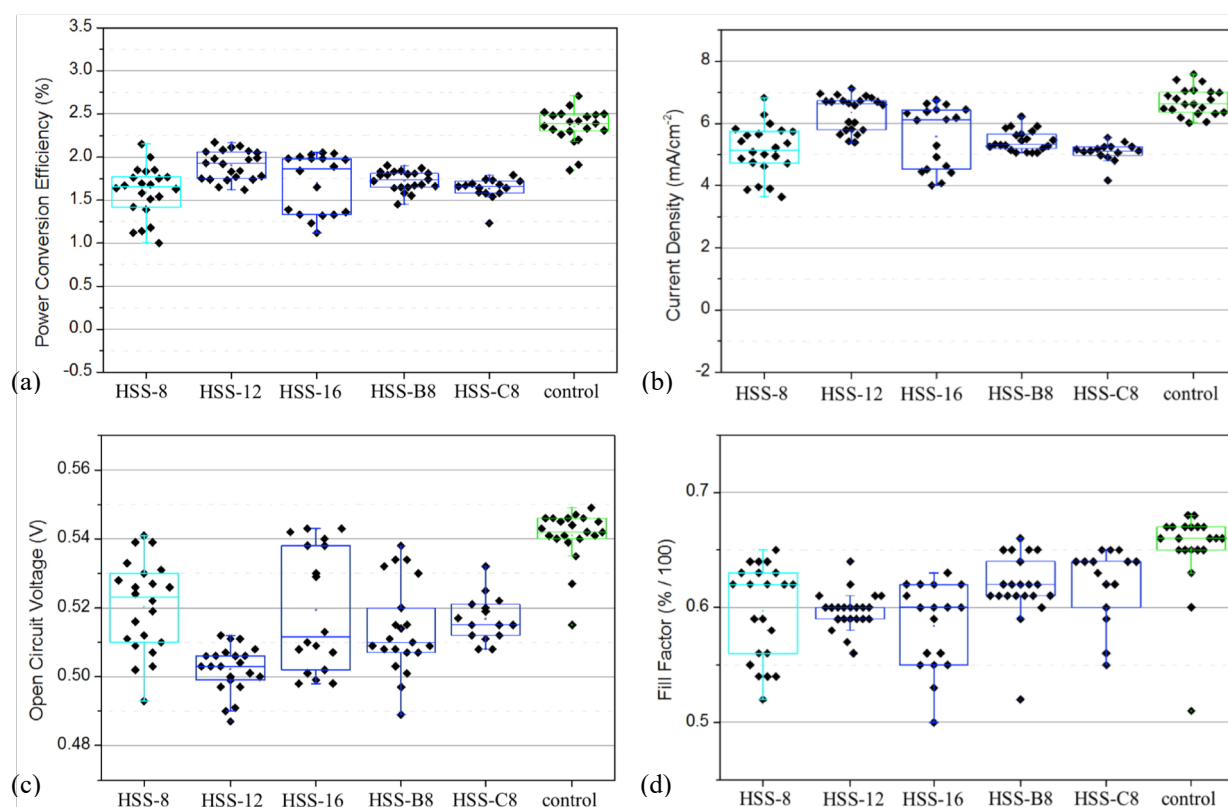 3.5
3.0
2.5
2.0
1.5
1.0
0.5
0.0
-0.5
Power Conversion Efficiency (%)
(a)
HSS-8 HSS-12 HSS-16 HSS-B8 HSS-C8 control
8
6
4
2
0
-2
Current Density (mA/cm⁻²)
(b)
HSS-8 HSS-12 HSS-16 HSS-B8 HSS-C8 control
0.56
0.54
0.52
0.50
0.48
Open Circuit Voltage (V)
(c)
HSS-8 HSS-12 HSS-16 HSS-B8 HSS-C8 control
0.7
0.6
0.5
Fill Factor (% / 100)
(d)
HSS-8 HSS-12 HSS-16 HSS-B8 HSS-C8 control